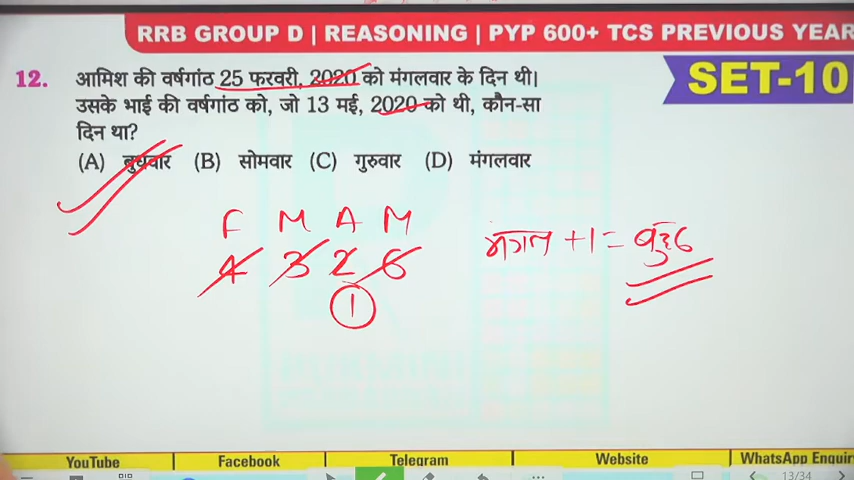 RRB GROUP D | REASONING | PYP 600+ TCS PREVIOUS YEAR
SET-10
12. आमिश की वर्षगांठ 25 फरवरी, 2020 को मंगलवार के दिन थी।
उसके भाई की वर्षगांठ को, जो 13 मई, 2020 को थी, कौन-सा
दिन था?
(A) बुधवार (B) सोमवार (C) गुरुवार (D) मंगलवार
F M A M
4 3 2 6
1
मंगल +1 = बुध
YouTube Facebook Telegram Website WhatsApp Enquir
13/34